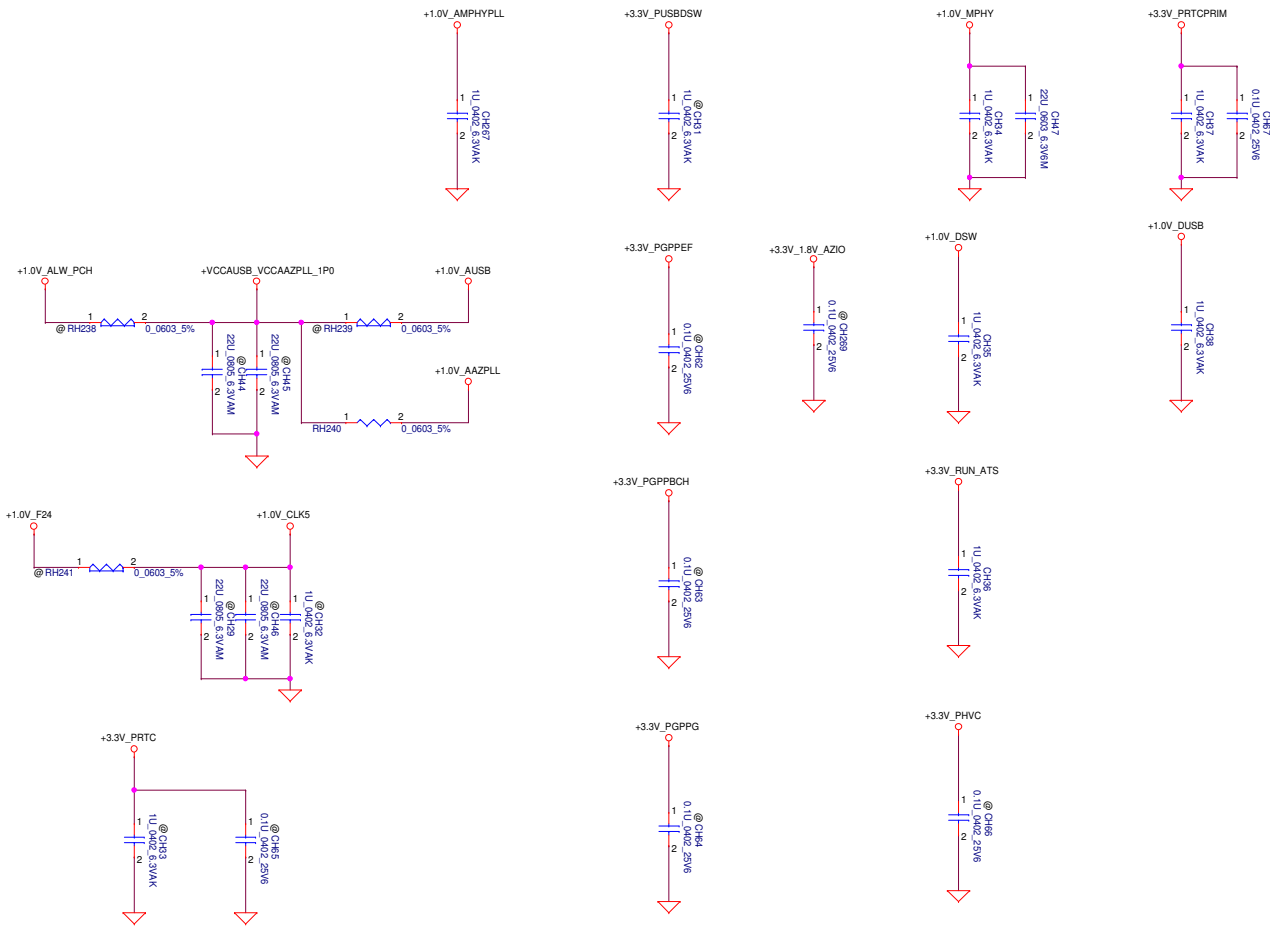 +1.0V_AMPHYPLL
1
2
CH267
1U_0402_6.3VAK
+3.3V_PUSBDSW
1
2
@ CH31
1U_0402_6.3VAK
+1.0V_MPHY
1
2
CH34
1U_0402_6.3VAK
1
2
CH47
22U_0603_6.3V6M
+3.3V_PRTCPRIM
1
2
CH37
1U_0402_6.3VAK
1
2
CH67
0.1U_0402_25V6
+1.0V_ALW_PCH
1
2
@ RH238
0_0603_5%
+VCCAUSB_VCCAAZPLL_1P0
1
2
@ CH44
22U_0805_6.3VAM
1
2
@ CH45
22U_0805_6.3VAM
+1.0V_AUSB
1
2
@ RH239
0_0603_5%
+1.0V_AAZPLL
1
2
RH240
0_0603_5%
+3.3V_PGPPEF
1
2
@ CH62
0.1U_0402_25V6
+3.3V_1.8V_AZIO
1
2
@ CH269
0.1U_0402_25V6
+1.0V_DSW
1
2
CH35
1U_0402_6.3VAK
+1.0V_DUSB
1
2
CH38
1U_0402_6.3VAK
+1.0V_F24
1
2
@ RH241
0_0603_5%
+1.0V_CLK5
1
2
@ CH29
22U_0805_6.3VAM
1
2
@ CH46
22U_0805_6.3VAM
1
2
@ CH32
1U_0402_6.3VAK
+3.3V_PGPPBCH
1
2
@ CH63
0.1U_0402_25V6
+3.3V_RUN_ATS
1
2
CH36
1U_0402_6.3VAK
+3.3V_PRTC
1
2
@ CH33
1U_0402_6.3VAK
1
2
@ CH65
0.1U_0402_25V6
+3.3V_PGPPG
1
2
@ CH64
0.1U_0402_25V6
+3.3V_PHVC
1
2
@ CH66
0.1U_0402_25V6